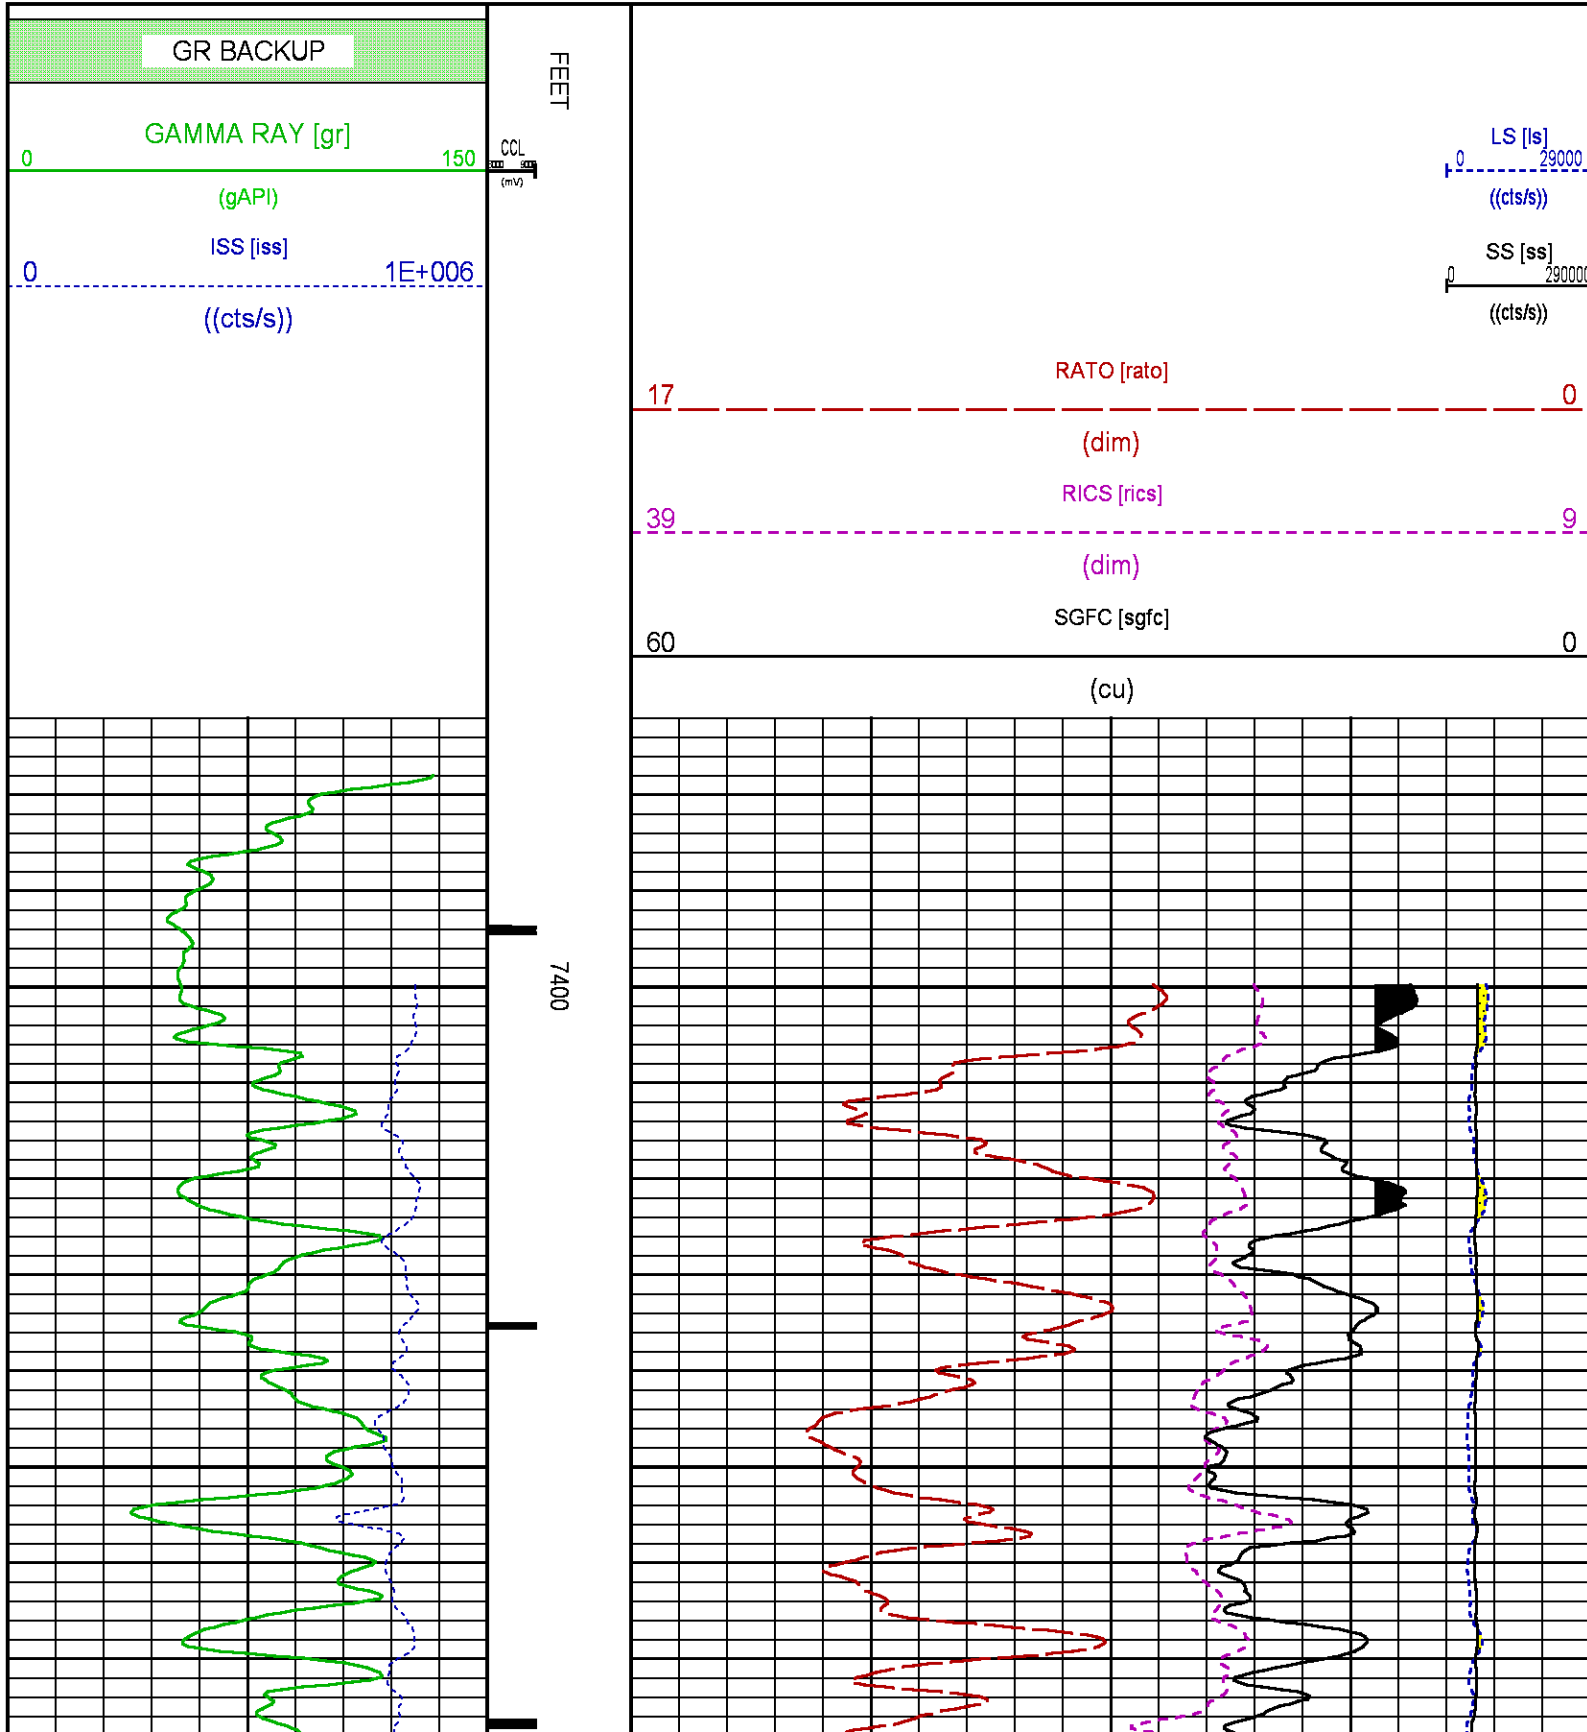 GR BACKUP
GAMMA RAY [gr]
0 150
(gAPI)
ISS [iss]
0 1E+006
((cts/s))
FEET
CCL
(mV)
LS [ls]
0 29000
((cts/s))
SS [ss]
0 290000
((cts/s))
RATO [rato]
17 0
(dim)
RICS [rics]
39 9
(dim)
SGFC [sgfc]
60 0
(cu)
7400